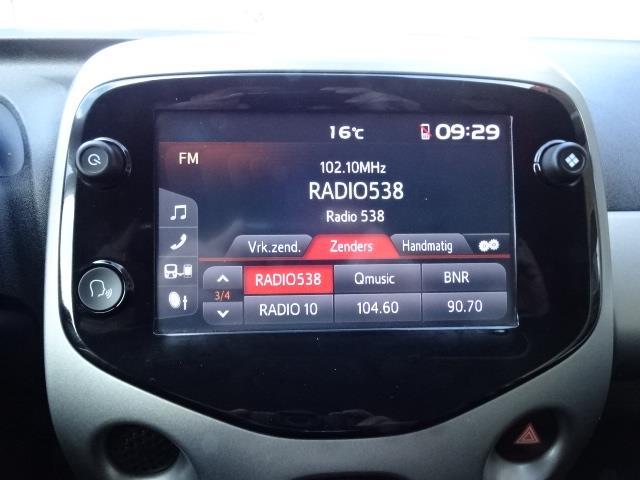 16°c 09:29
FM
102.10MHz
RADIO538
Radio 538
Vrk.zend. Zenders Handmatig
RADIO538 Qmusic BNR
3/4
RADIO 10 104.60 90.70